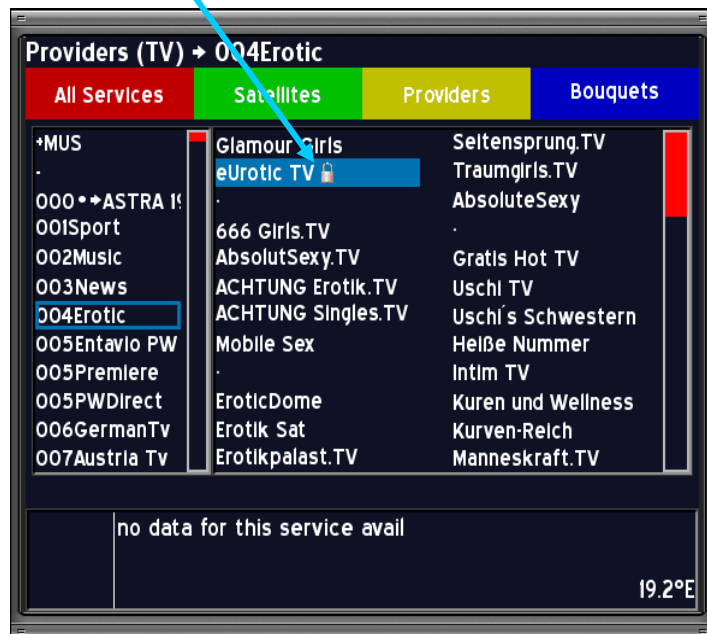 Providers (TV) → 004Erotic
All Services
Satellites
Providers
Bouquets
+MUS
-
000•→ASTRA 19
001Sport
002Music
003News
004Erotic
005Entavio PW
005Premiere
005PWDirect
006GermanTv
007Austria Tv
Glamour Girls
eUrotic TV
.
666 Girls.TV
AbsolutSexy.TV
ACHTUNG Erotik.TV
ACHTUNG Singles.TV
Mobile Sex
.
EroticDome
Erotik Sat
Erotikpalast.TV
Seitensprung.TV
Traumgirls.TV
AbsoluteSexy
.
Gratis Hot TV
Uschi TV
Uschi´s Schwestern
Heiße Nummer
Intim TV
Kuren und Wellness
Kurven-Reich
Manneskraft.TV
no data for this service avail
19.2°E